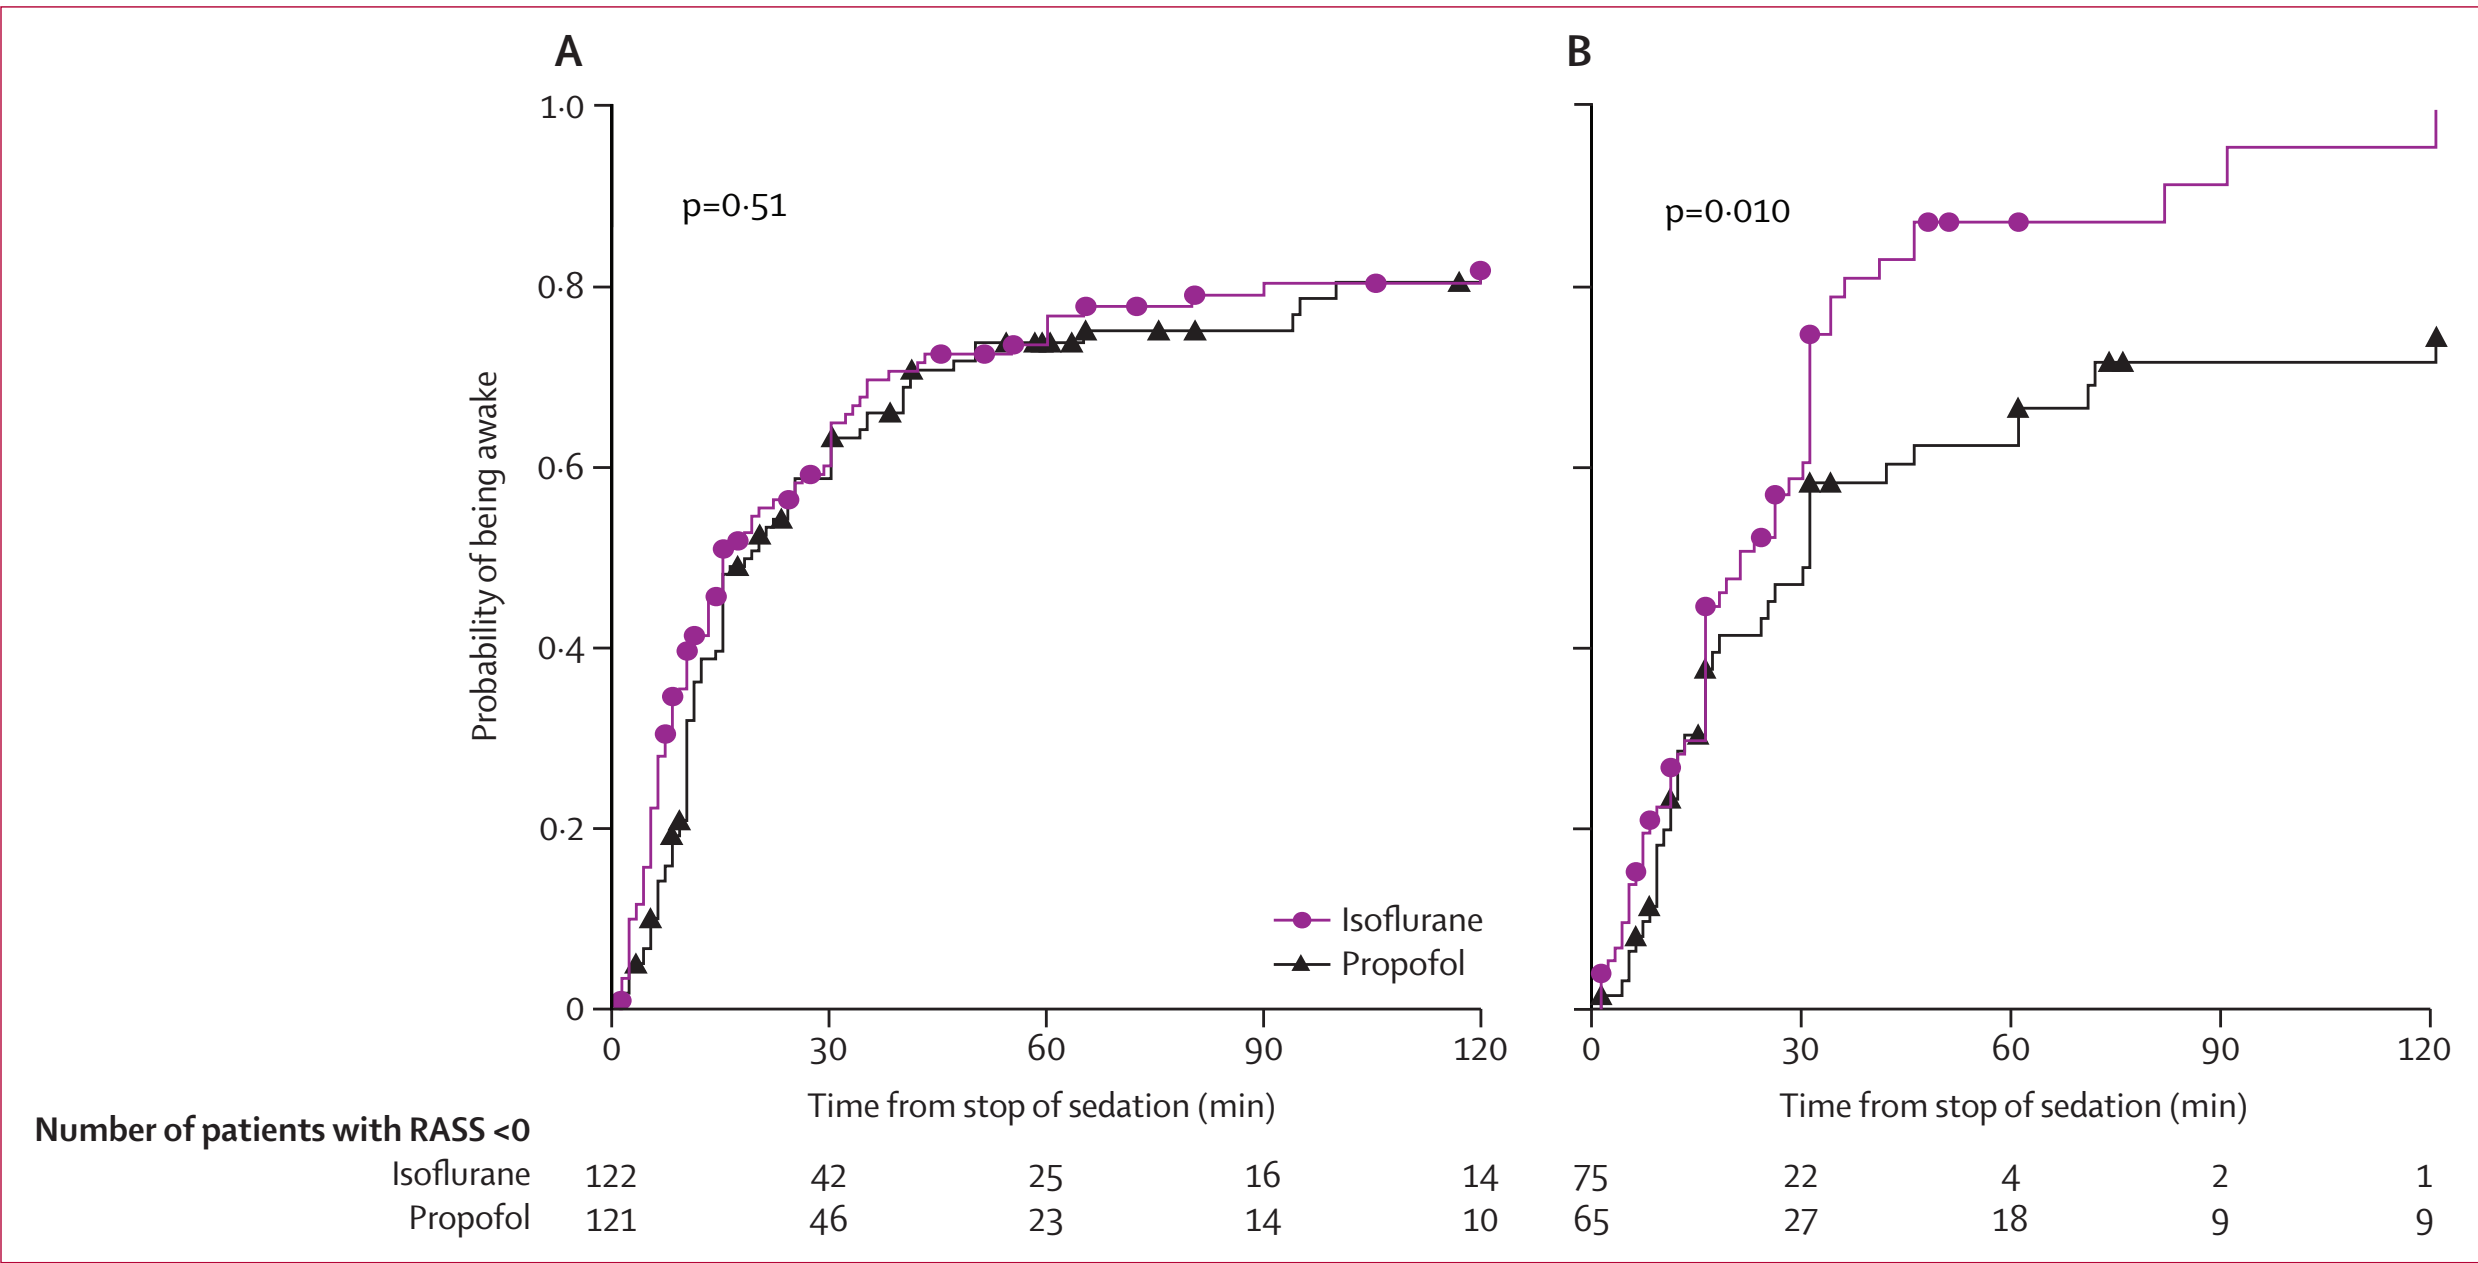 A
B
1·0
0·8
0·6
0·4
0·2
0
Probability of being awake
p=0·51
p=0·010
Isoflurane
Propofol
0 30 60 90 120
0 30 60 90 120
Time from stop of sedation (min)
Time from stop of sedation (min)
Number of patients with RASS <0
Isoflurane 122 42 25 16 14 75 22 4 2 1
Propofol 121 46 23 14 10 65 27 18 9 9